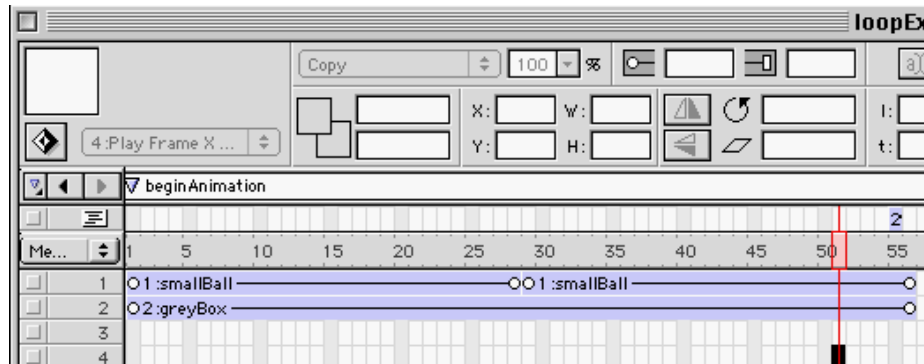 loopEx
Copy 100 %
4:Play Frame X ...
X: W: I:
Y: H: t:
beginAnimation
2
Me... 1 5 10 15 20 25 30 35 40 45 50 55
1 1:smallBall 1:smallBall
2 2:greyBox
3
4